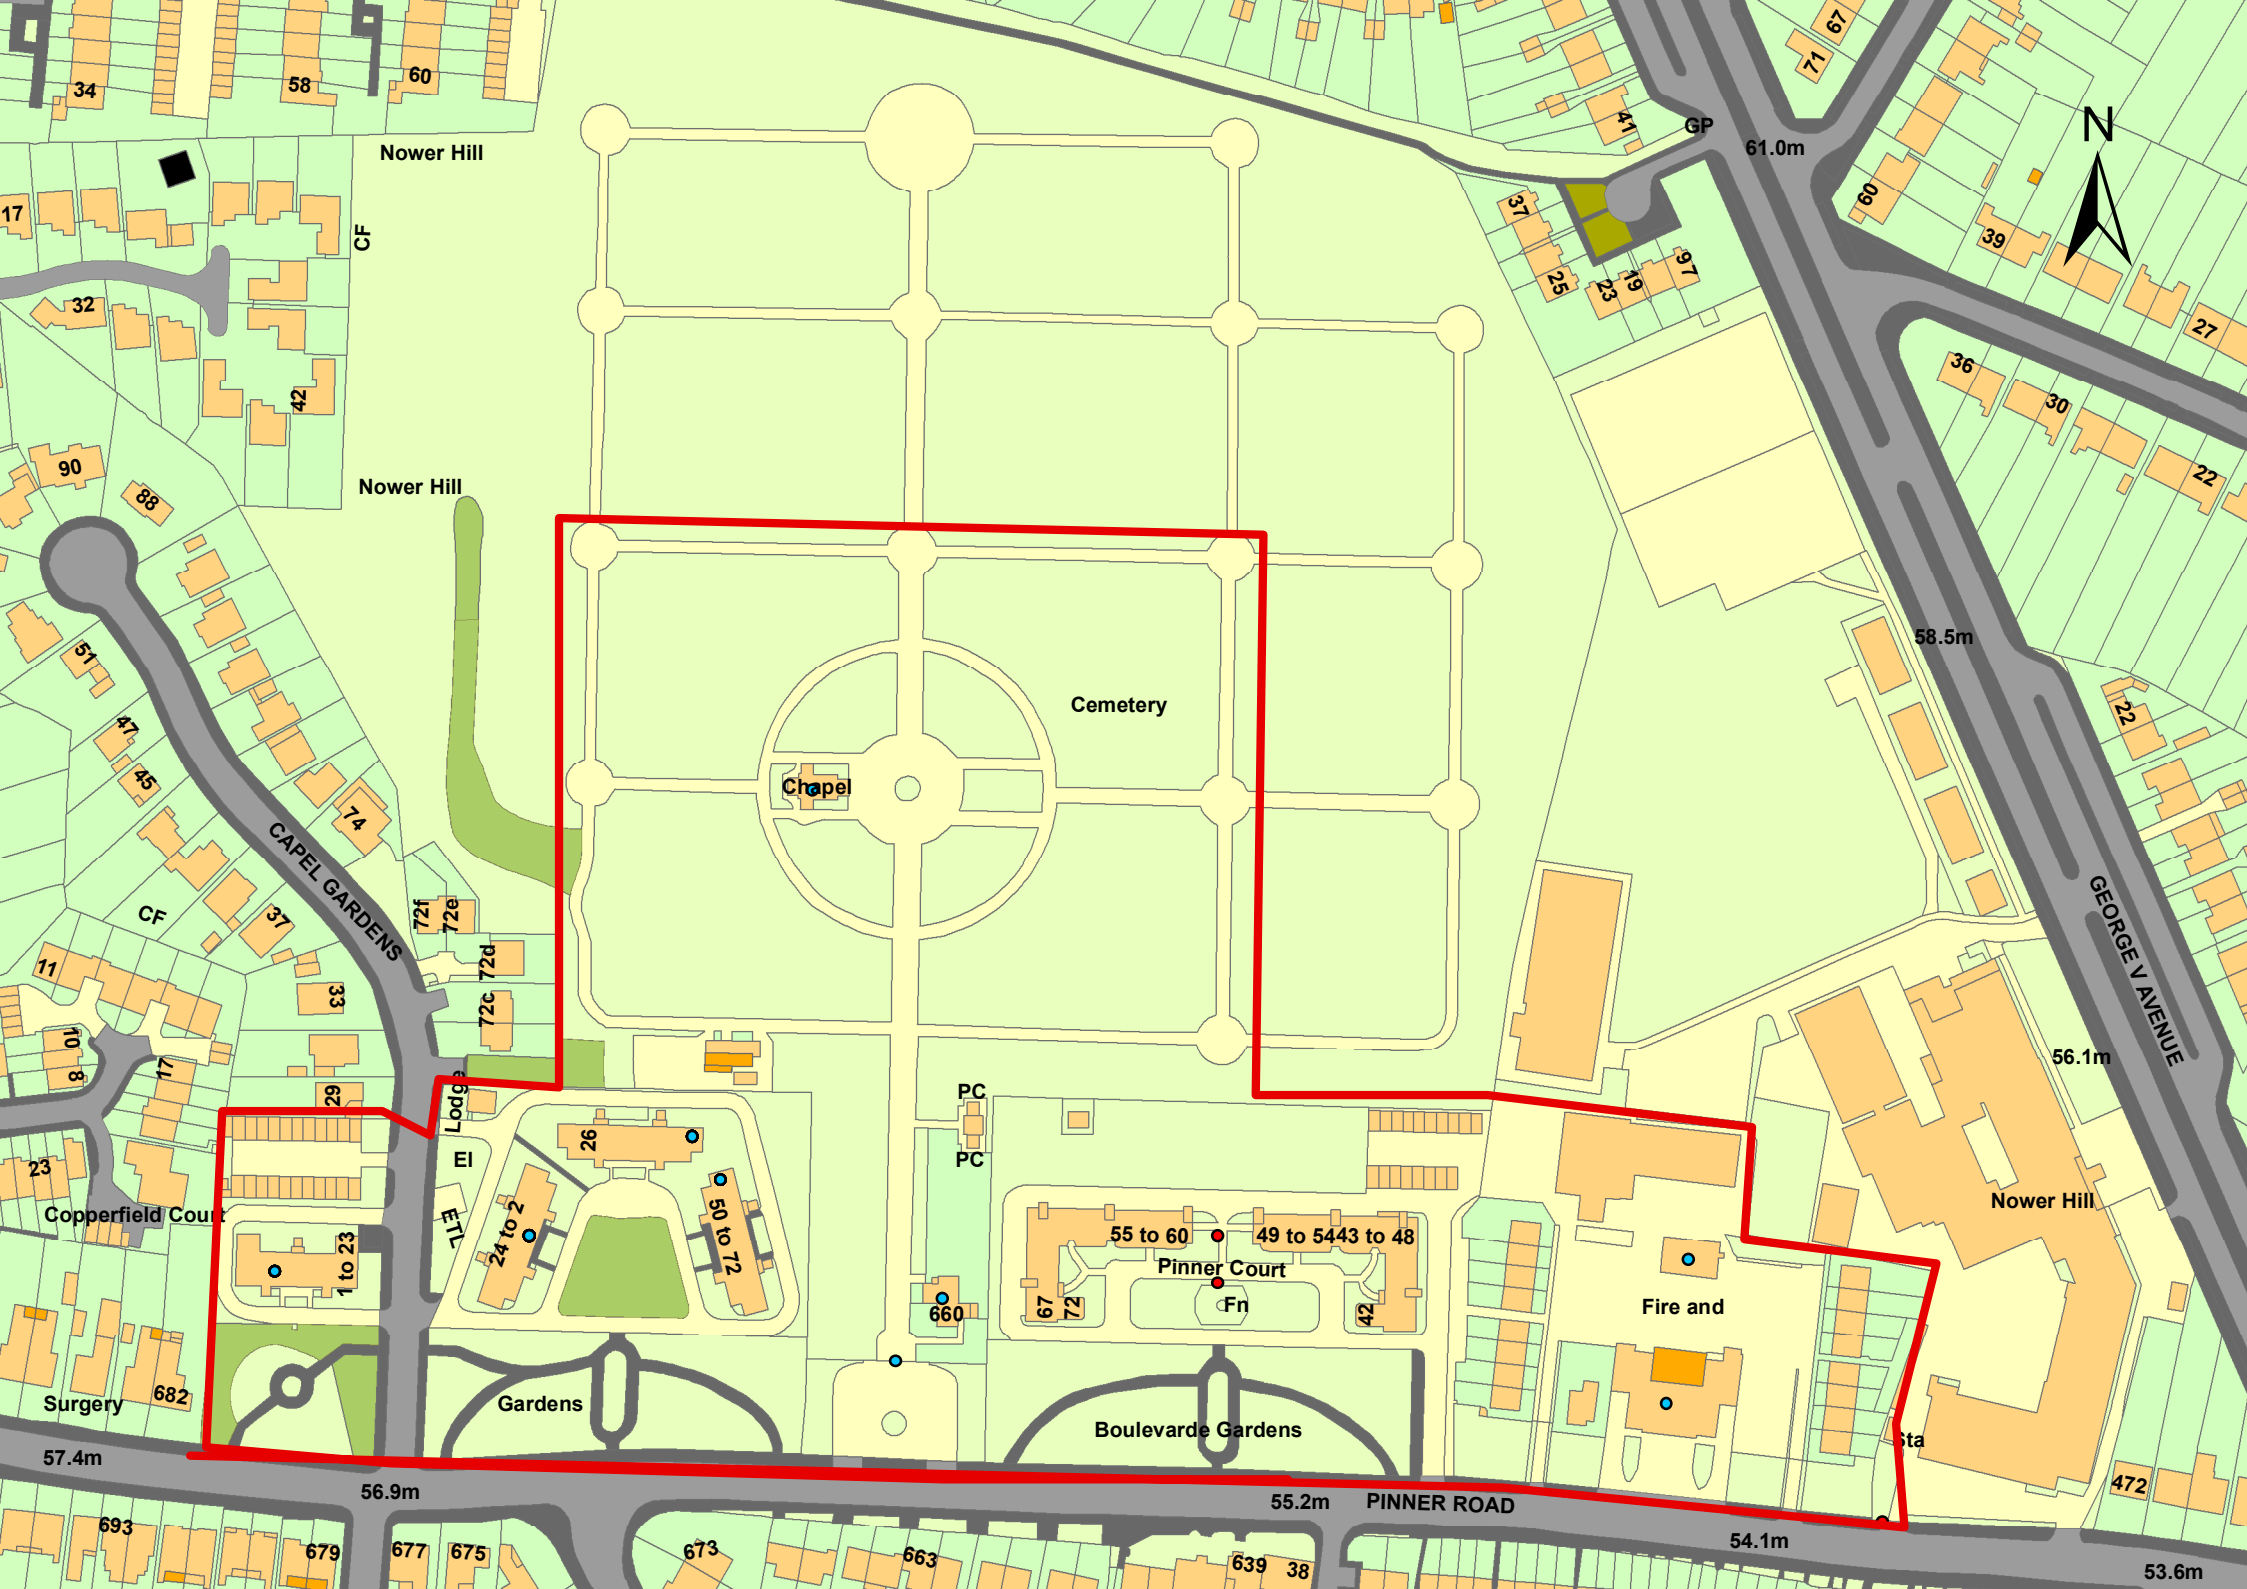 67
71
34
58
60
41
GP
61.0m
N
Nower Hill
17
CF
60
37
39
32
25
23
19
97
27
36
30
22
42
90
88
Nower Hill
51
58.5m
47
45
Cemetery
22
Chapel
74
CAPEL GARDENS
CF
37
72f
72e
GEORGE V AVENUE
11
72d
33
72c
10
8
17
56.1m
29
Lodge
PC
26
23
El
PC
Copperfield Court
ETL
24 to 2
50 to 72
Nower Hill
1 to 23
55 to 60
49 to 54
43 to 48
Pinner Court
Fn
67
72
42
660
Fire and
682
Surgery
Gardens
Boulevarde Gardens
Sta
57.4m
56.9m
55.2m
PINNER ROAD
472
54.1m
53.6m
693
679
677
675
673
663
639
38